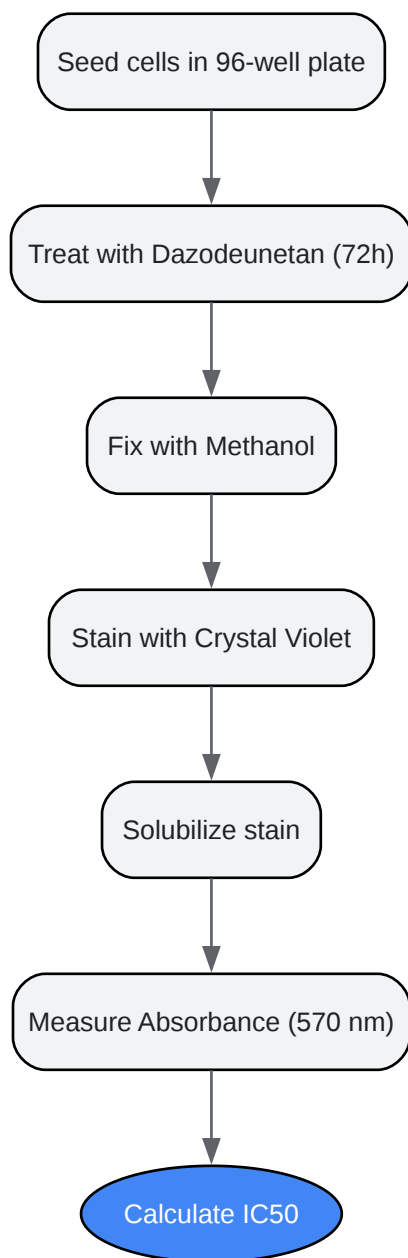 Seed cells in 96-well plate
Treat with Dazodeunetan (72h)
Fix with Methanol
Stain with Crystal Violet
Solubilize stain
Measure Absorbance (570 nm)
Calculate IC50